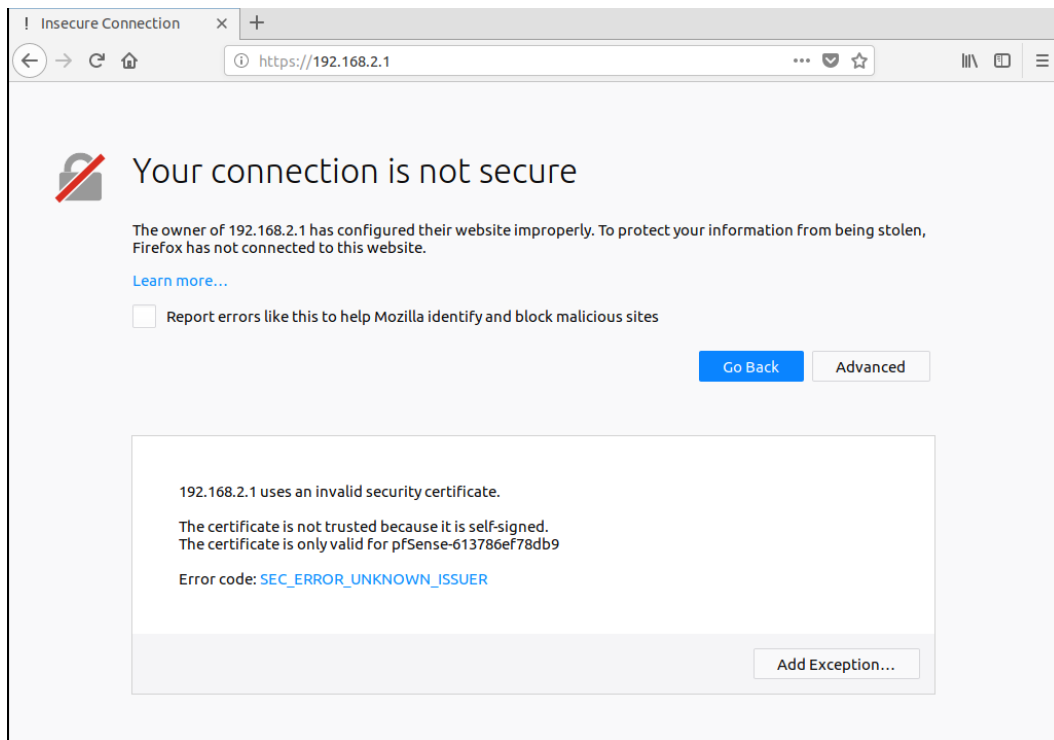 ! Insecure Connection
https://192.168.2.1
Your connection is not secure
The owner of 192.168.2.1 has configured their website improperly. To protect your information from being stolen,
Firefox has not connected to this website.
Learn more…
Report errors like this to help Mozilla identify and block malicious sites
Go Back Advanced
192.168.2.1 uses an invalid security certificate.
The certificate is not trusted because it is self-signed.
The certificate is only valid for pfSense-613786ef78db9
Error code: SEC_ERROR_UNKNOWN_ISSUER
Add Exception…